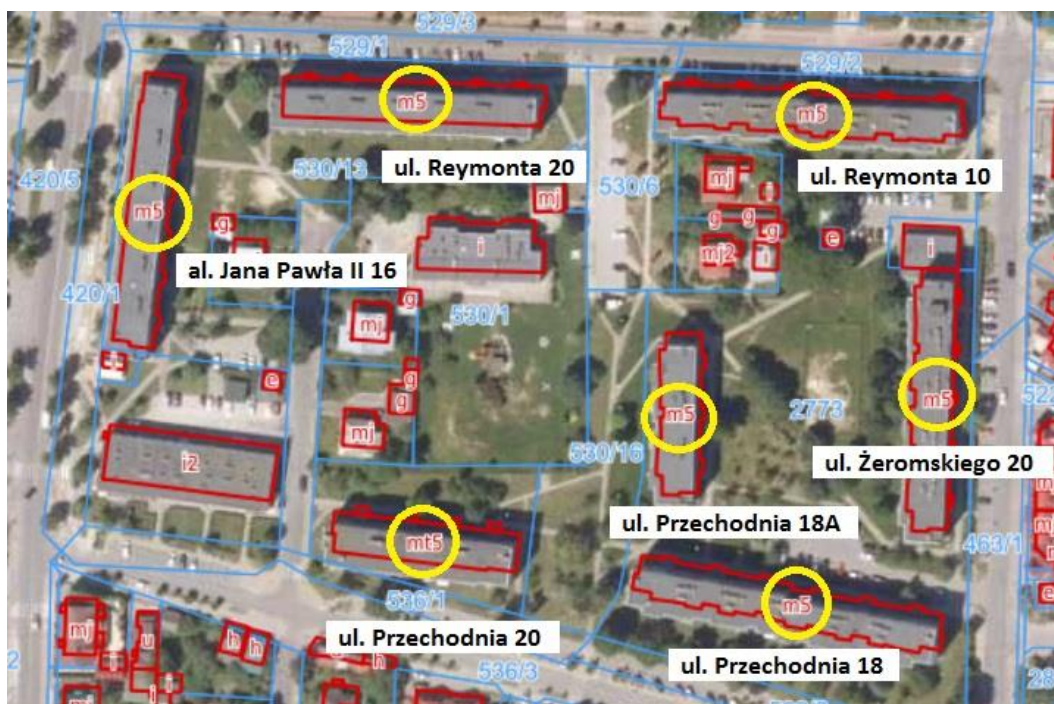 529/3
529/1
529/2
m5
m5
ul. Reymonta 20
ul. Reymonta 10
530/13
530/6
420/5
mj
mj
m5
g
g
g
g
mj2
i
e
i
i
al. Jana Pawła II 16
420/1
g
530/1
mj
e
g
g
mj
m5
2773
m5
i2
530/16
ul. Żeromskiego 20
ul. Przechodnia 18A
mt5
463/1
536/1
m5
e
mj
u
h
h
ul. Przechodnia 20
h
536/3
ul. Przechodnia 18
i
i
mj